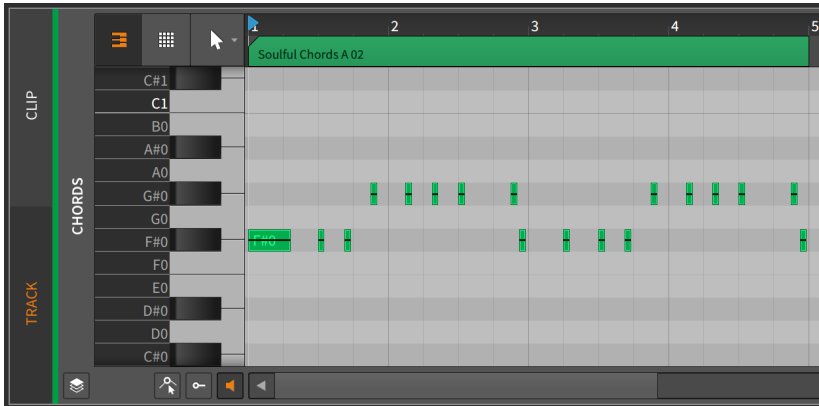 1
2
3
4
5
Soulful Chords A 02
CLIP
TRACK
CHORDS
C#1
C1
B0
A#0
A0
G#0
G0
F#0
F#0
F0
E0
D#0
D0
C#0